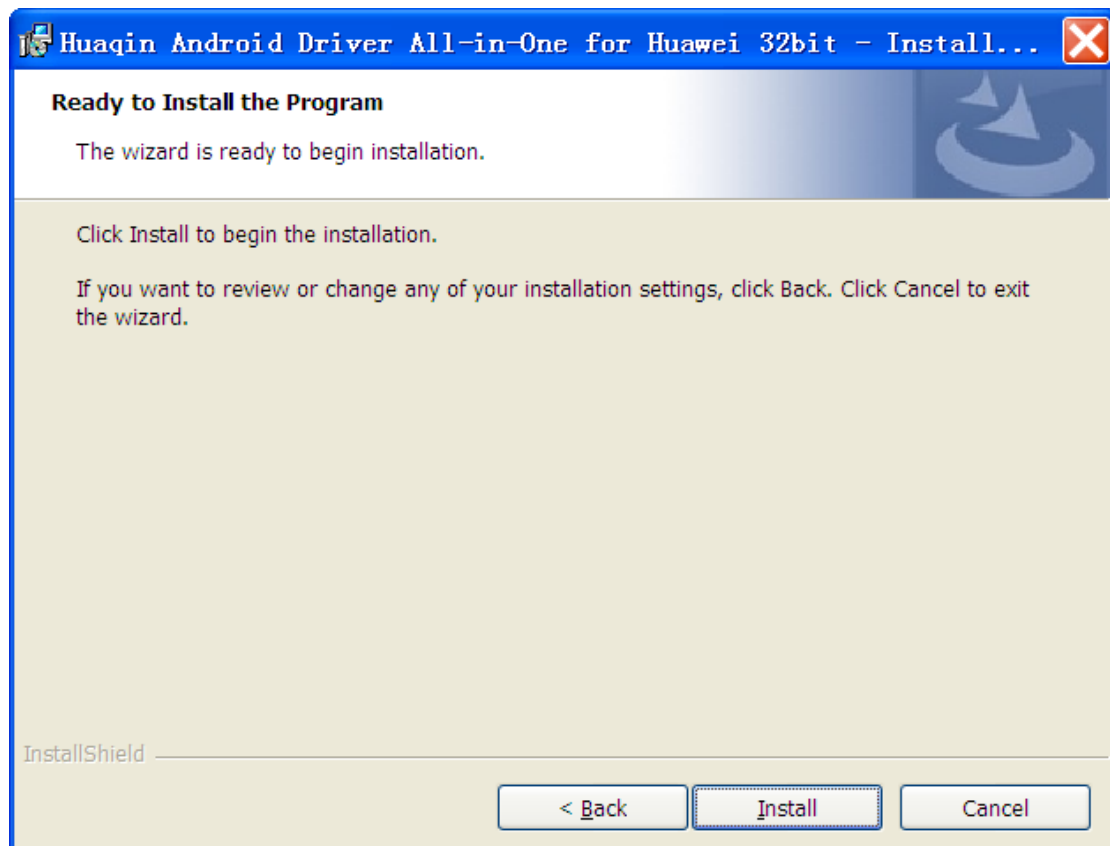 Huaqin Android Driver All-in-One for Huawei 32bit - Install...
Ready to Install the Program
The wizard is ready to begin installation.
Click Install to begin the installation.
If you want to review or change any of your installation settings, click Back. Click Cancel to exit
the wizard.
InstallShield
< Back
Install
Cancel